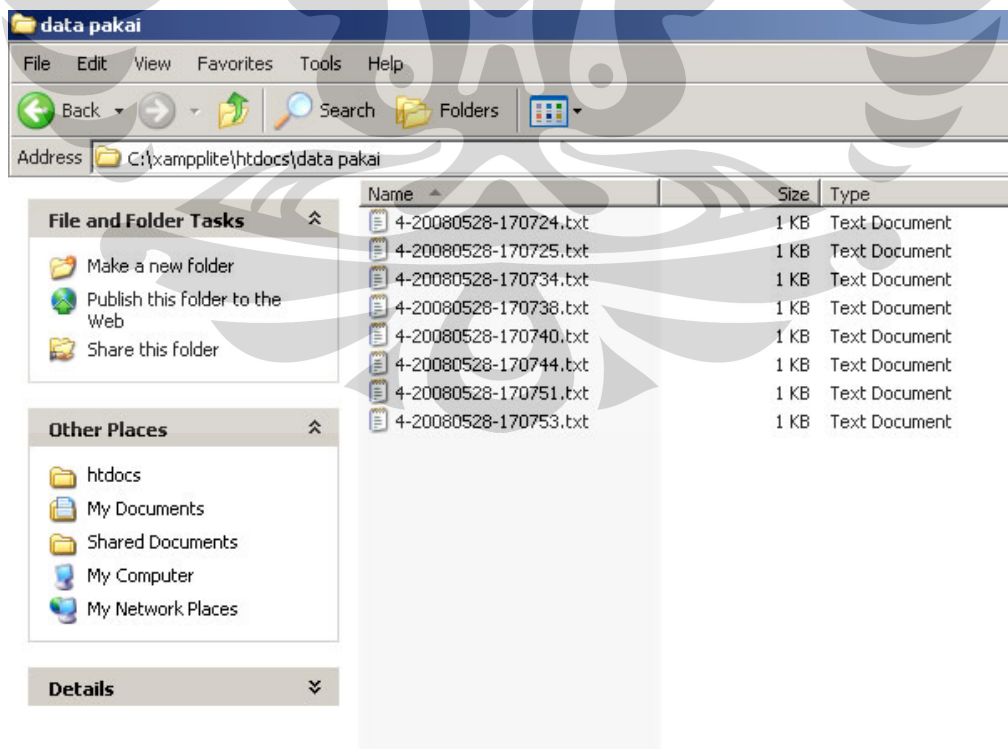 data pakai
File Edit View Favorites Tools Help
Back Search Folders
Address C:\xampplite\htdocs\data pakai
Name Size Type
File and Folder Tasks
Make a new folder
Publish this folder to the
Web
Share this folder
Other Places
htdocs
My Documents
Shared Documents
My Computer
My Network Places
Details
4-20080528-170724.txt 1 KB Text Document
4-20080528-170725.txt 1 KB Text Document
4-20080528-170734.txt 1 KB Text Document
4-20080528-170738.txt 1 KB Text Document
4-20080528-170740.txt 1 KB Text Document
4-20080528-170744.txt 1 KB Text Document
4-20080528-170751.txt 1 KB Text Document
4-20080528-170753.txt 1 KB Text Document